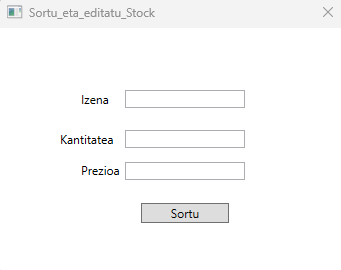 Sortu_eta_editatu_Stock
Izena
Kantitatea
Prezioa
Sortu